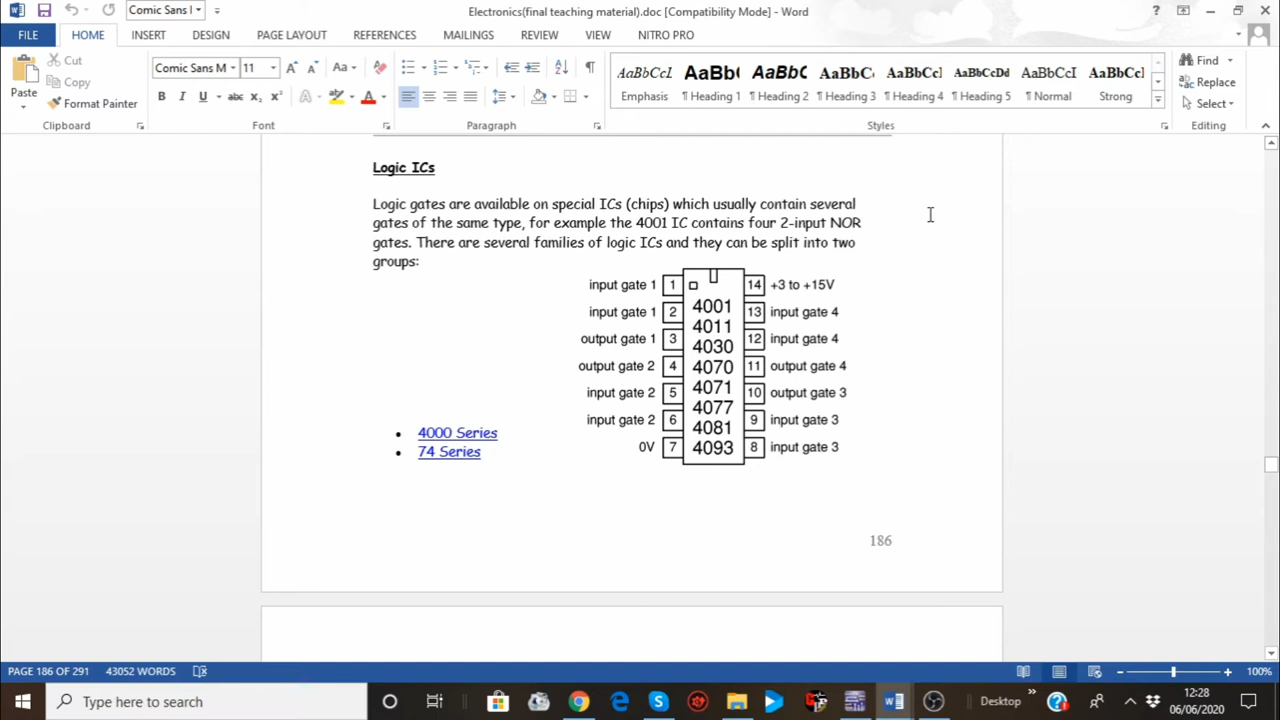 Comic Sans I
Electronics(final teaching material).doc [Compatibility Mode] - Word
FILE HOME INSERT DESIGN PAGE LAYOUT REFERENCES MAILINGS REVIEW VIEW NITRO PRO
Paste
Cut
Copy
Format Painter
Clipboard
Comic Sans M 11
B I U abc X₂ X²
Font
Paragraph
AaBbCcL AaBb( AaBbC AaBbC AaBbCcI AaBbCcDd AaBbCcI AaBbCcI
Emphasis ¶ Heading 1 ¶ Heading 2 ¶ Heading 3 ¶ Heading 4 ¶ Heading 5 ¶ Normal Strong
Styles
Find
Replace
Select
Editing
Logic ICs
Logic gates are available on special ICs (chips) which usually contain several
gates of the same type, for example the 4001 IC contains four 2-input NOR
gates. There are several families of logic ICs and they can be split into two
groups:
input gate 1 1 14 +3 to +15V
4001
input gate 1 2 13 input gate 4
4011
output gate 1 3 12 input gate 4
4030
output gate 2 4 4070 11 output gate 4
input gate 2 5 4071 10 output gate 3
4077
input gate 2 6 4081 9 input gate 3
0V 7 4093 8 input gate 3
• 4000 Series
• 74 Series
186
PAGE 186 OF 291 43052 WORDS 100%
Type here to search
Desktop
12:28
06/06/2020